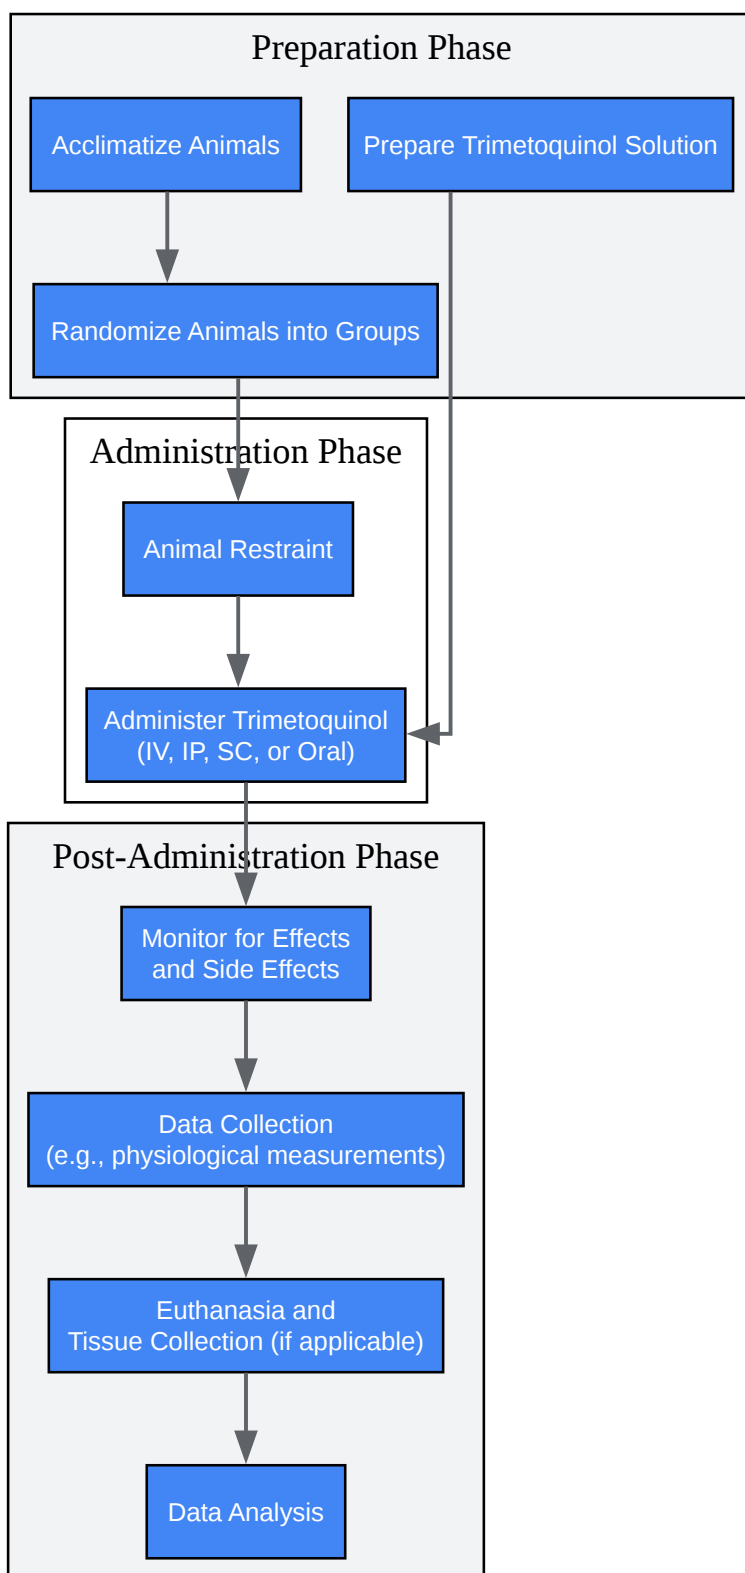 Preparation Phase
Acclimatize Animals
Prepare Trimetoquinol Solution
Randomize Animals into Groups
Administration Phase
Animal Restraint
Administer Trimetoquinol
(IV, IP, SC, or Oral)
Post-Administration Phase
Monitor for Effects
and Side Effects
Data Collection
(e.g., physiological measurements)
Euthanasia and
Tissue Collection (if applicable)
Data Analysis